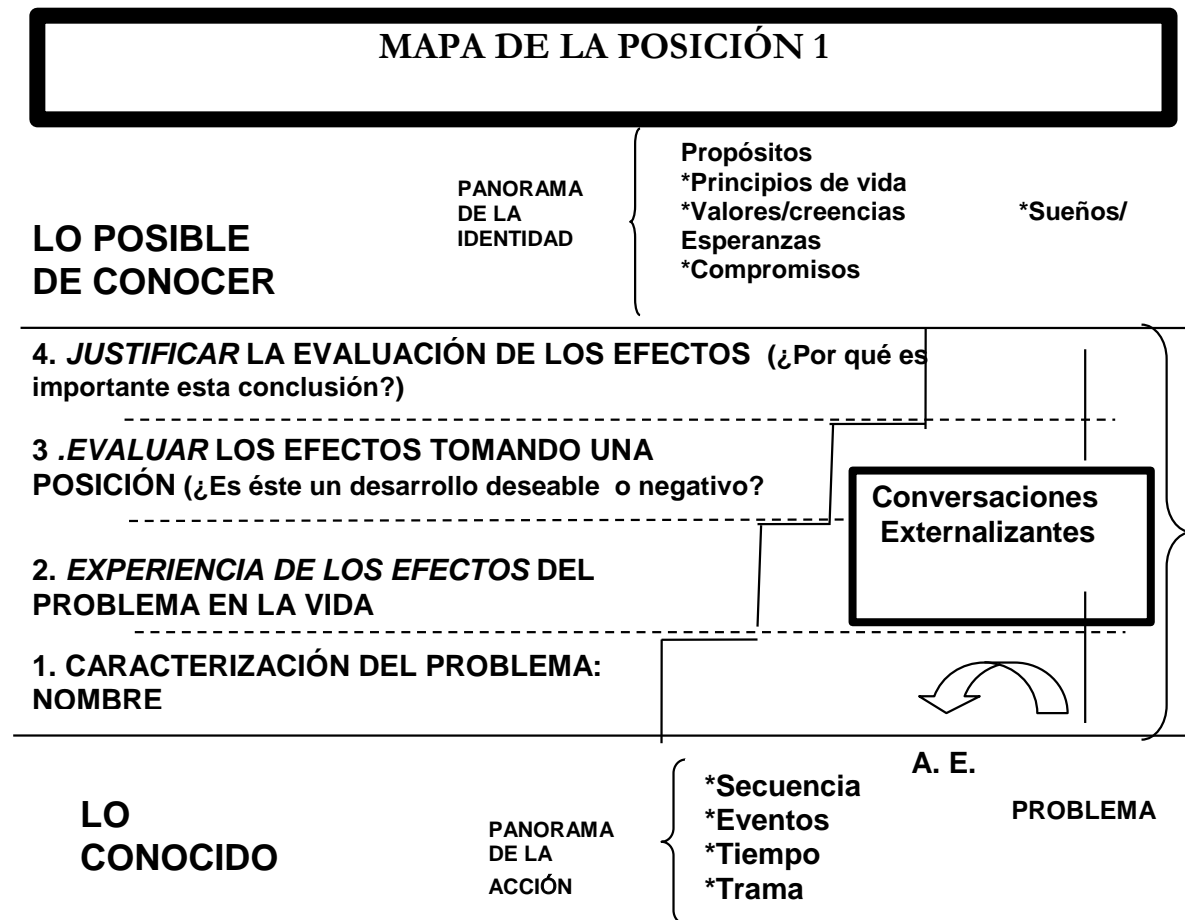 MAPA DE LA POSICIÓN 1
LO POSIBLE
DE CONOCER
PANORAMA
DE LA
IDENTIDAD
Propósitos
*Principios de vida
*Valores/creencias *Sueños/
Esperanzas
*Compromisos
4. JUSTIFICAR LA EVALUACIÓN DE LOS EFECTOS (¿Por qué es
importante esta conclusión?)
3 .EVALUAR LOS EFECTOS TOMANDO UNA
POSICIÓN (¿Es éste un desarrollo deseable o negativo?
Conversaciones
Externalizantes
2. EXPERIENCIA DE LOS EFECTOS DEL
PROBLEMA EN LA VIDA
1. CARACTERIZACIÓN DEL PROBLEMA:
NOMBRE
LO
CONOCIDO
PANORAMA
DE LA
ACCIÓN
*Secuencia
*Eventos
*Tiempo
*Trama
A. E.
PROBLEMA